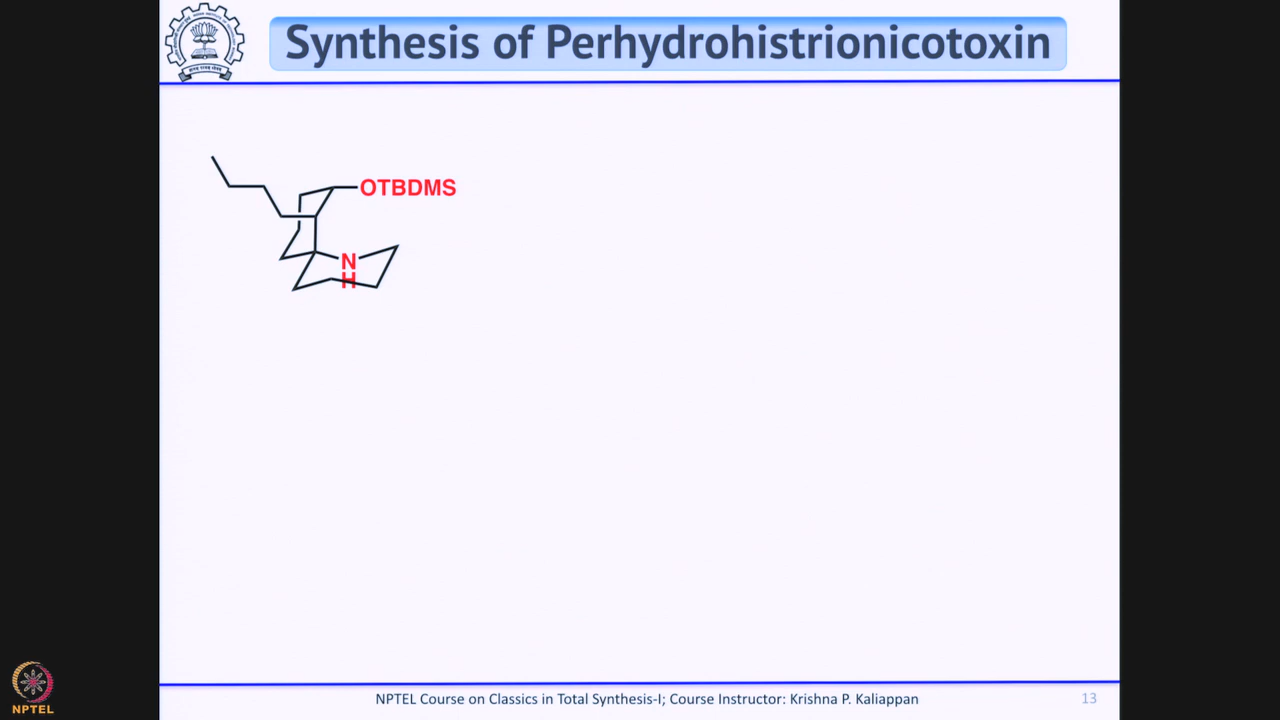 Synthesis of Perhydrohistrionicotoxin
OTBDMS
N
H
NPTEL Course on Classics in Total Synthesis-I; Course Instructor: Krishna P. Kaliappan
13
NPTEL